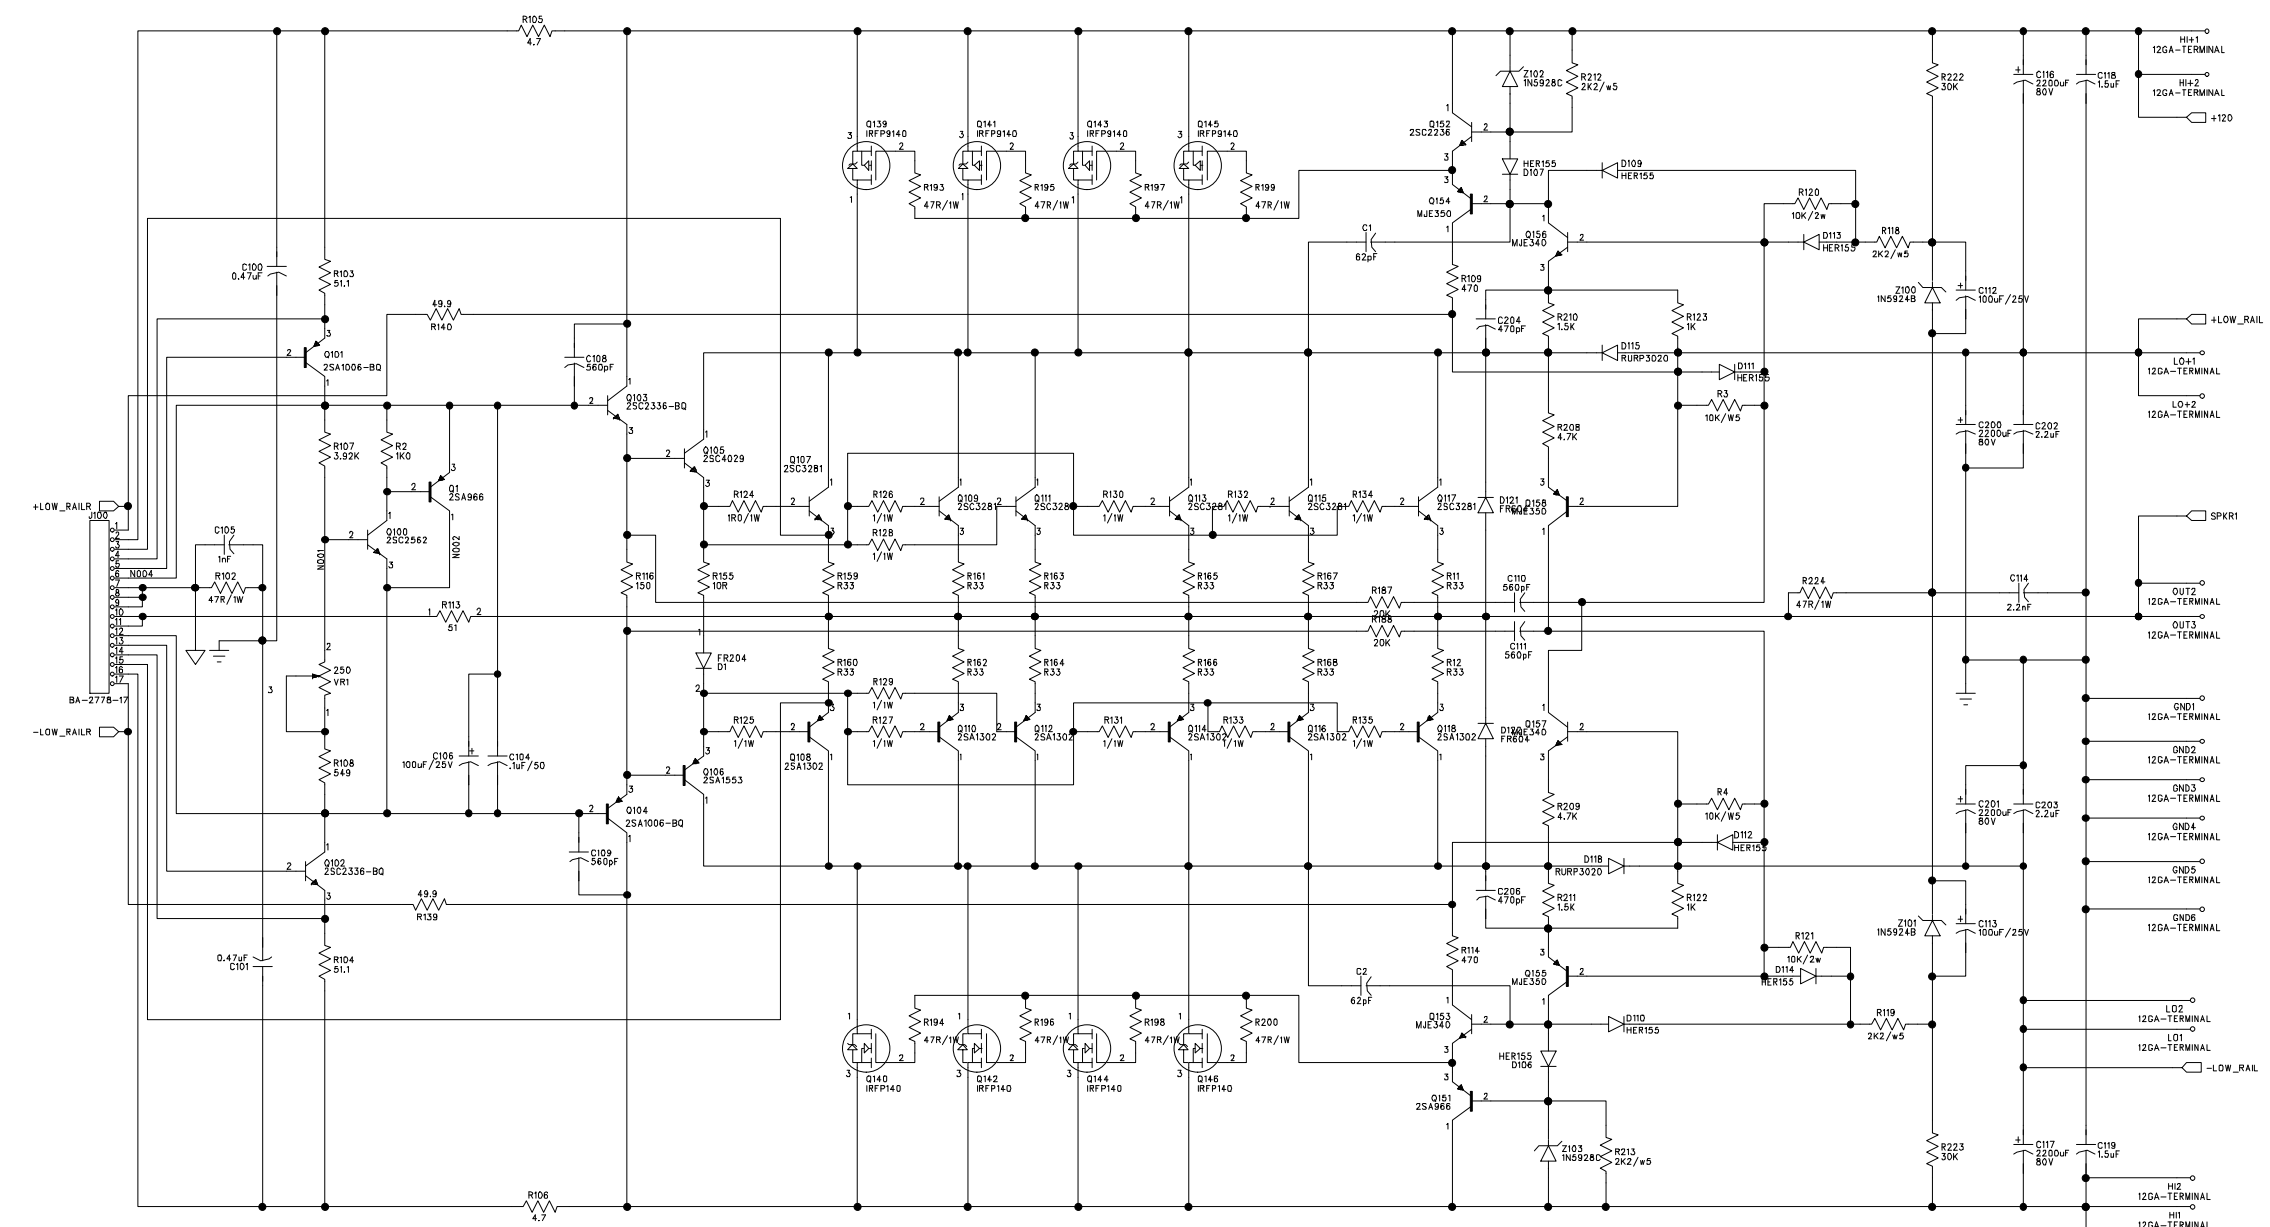 R105
4.7
HI+1
12GA-TERMINAL
HI+2
12GA-TERMINAL
+120
Z102
1N5928C
R212
2K2/w5
R222
30K
C116
2200uF
80V
C118
1.5uF
Q139
IRFP9140
Q141
IRFP9140
Q143
IRFP9140
Q145
IRFP9140
Q152
2SC2236
R193
47R/1W
R195
47R/1W
R197
47R/1W
R199
47R/1W
HER155
D107
D109
HER155
Q154
MJE350
R120
10K/2w
Q156
MJE340
D113
HER155
R118
2K2/w5
C1
62pF
C100
0.47uF
R103
51.1
R109
470
49.9
R140
C204
470pF
R210
1.5K
R123
1K
Z100
1N5924B
C112
100uF/25V
+LOW_RAIL
Q101
2SA1006-BQ
C108
560pF
D115
RURP3020
D111
HER155
LO+1
12GA-TERMINAL
LO+2
12GA-TERMINAL
Q103
2SC2336-BQ
R3
10K/W5
R107
3.92K
R2
1K0
R208
4.7K
C200
2200uF
80V
C202
2.2uF
Q105
2SC4029
Q107
2SC3281
Q1
2SA966
+LOW_RAILR
J100
R124
1R0/1W
R126
1/1W
Q109
2SC3281
Q111
2SC3281
R130
1/1W
Q113
2SC3281
R132
1/1W
Q115
2SC3281
R134
1/1W
Q117
2SC3281
D121
FR604
Q158
MJE350
SPKR1
C105
1nF
Q100
2SC2562
N001
N002
R128
1/1W
N004
R102
47R/1W
R116
150
R155
10R
R159
R33
R161
R33
R163
R33
R165
R33
R167
R33
R11
R33
R187
20K
C110
560pF
R224
47R/1W
C114
2.2nF
OUT2
12GA-TERMINAL
OUT3
12GA-TERMINAL
R113
51
R188
20K
C111
560pF
FR204
D1
250
VR1
R160
R33
R162
R33
R164
R33
R166
R33
R168
R33
R12
R33
BA-2778-17
-LOW_RAILR
R129
1/1W
R125
1/1W
R127
1/1W
Q110
2SA1302
Q112
2SA1302
R131
1/1W
Q114
2SA1302
R133
1/1W
Q116
2SA1302
R135
1/1W
Q118
2SA1302
FR604
Q157
MJE340
GND1
12GA-TERMINAL
GND2
12GA-TERMINAL
GND3
12GA-TERMINAL
GND4
12GA-TERMINAL
GND5
12GA-TERMINAL
GND6
12GA-TERMINAL
R108
549
C106
100uF/25V
C104
.1uF/50
Q106
2SA1553
Q108
2SA1302
Q104
2SA1006-BQ
R209
4.7K
R4
10K/W5
C201
2200uF
80V
C203
2.2uF
D112
HER155
C109
560pF
Q102
2SC2336-BQ
D118
RURP3020
49.9
R139
C206
470pF
R211
1.5K
R122
1K
Z101
1N5924B
C113
100uF/25V
0.47uF
C101
R104
51.1
R114
470
R121
10K/2w
D114
HER155
Q155
MJE350
C2
62pF
R194
47R/1W
R196
47R/1W
R198
47R/1W
R200
47R/1W
Q153
MJE340
D110
HER155
R119
2K2/w5
LO2
12GA-TERMINAL
LO1
12GA-TERMINAL
-LOW_RAIL
HER155
D106
Q140
IRFP140
Q142
IRFP140
Q144
IRFP140
Q146
IRFP140
Q151
2SA966
Z103
1N5928C
R213
2K2/w5
R223
30K
C117
2200uF
80V
C119
1.5uF
R106
4.7
HI2
12GA-TERMINAL
HI1
12GA-TERMINAL